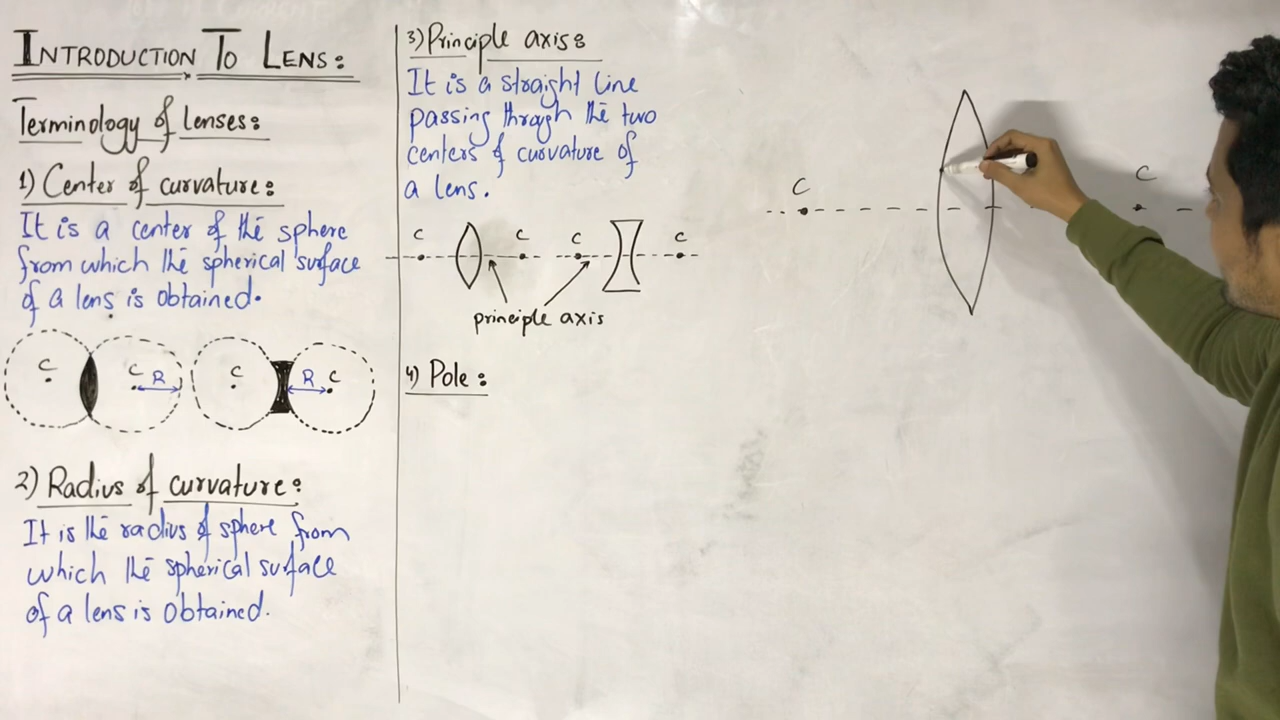 INTRODUCTION TO LENS:
Terminology of lenses:
1) Center of curvature:
It is a center of the sphere
from which the spherical surface
of a lens is obtained.
C
C
R
C
R
C
2) Radius of curvature:
It is the radius of sphere from
which the spherical surface
of a lens is obtained.
3) Principle axis:
It is a straight line
passing through the two
centers of curvature of
a lens.
C
C
C
C
principle axis
4) Pole:
C
C